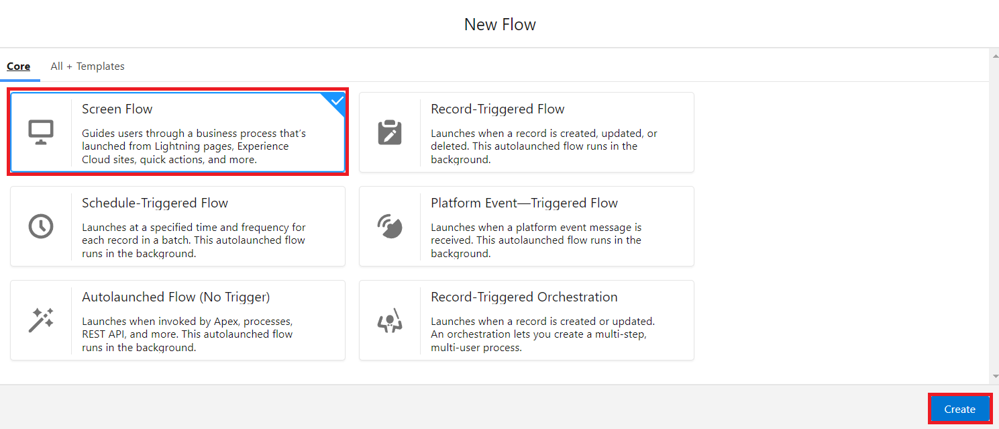 New Flow
Core
All + Templates
Screen Flow
Guides users through a business process that's
launched from Lightning pages, Experience
Cloud sites, quick actions, and more.
Record-Triggered Flow
Launches when a record is created, updated, or
deleted. This autolaunched flow runs in the
background.
Schedule-Triggered Flow
Launches at a specified time and frequency for
each record in a batch. This autolaunched flow
runs in the background.
Platform Event—Triggered Flow
Launches when a platform event message is
received. This autolaunched flow runs in the
background.
Autolaunched Flow (No Trigger)
Launches when invoked by Apex, processes,
REST API, and more. This autolaunched flow
runs in the background.
Record-Triggered Orchestration
Launches when a record is created or updated.
An orchestration lets you create a multi-step,
multi-user process.
Create